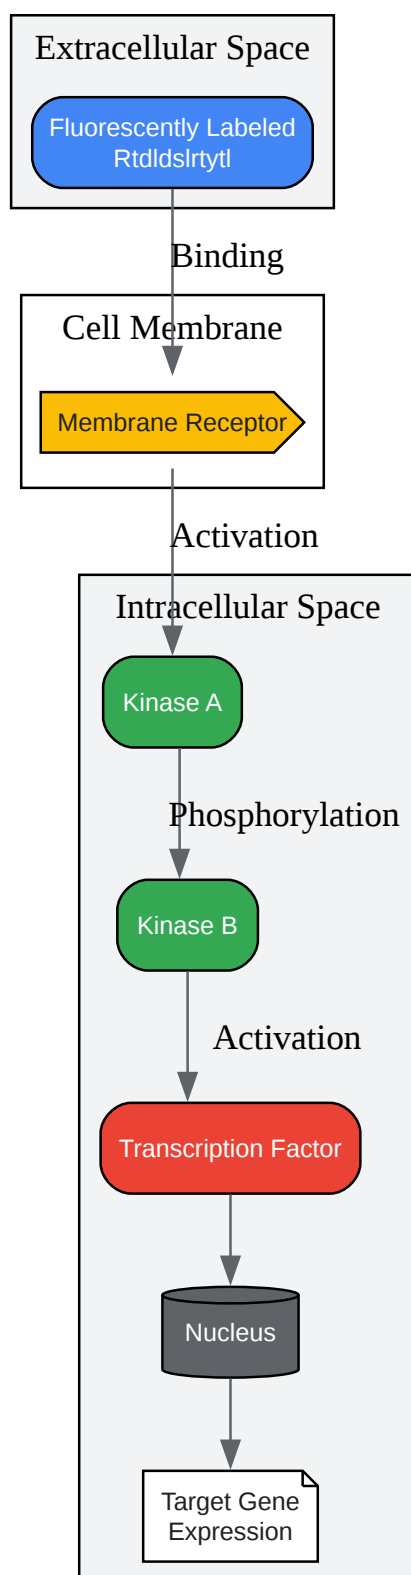 Extracellular Space
Fluorescently Labeled
Rtdldslrtytl
Binding
Cell Membrane
Membrane Receptor
Activation
Intracellular Space
Kinase A
Phosphorylation
Kinase B
Activation
Transcription Factor
Nucleus
Target Gene
Expression